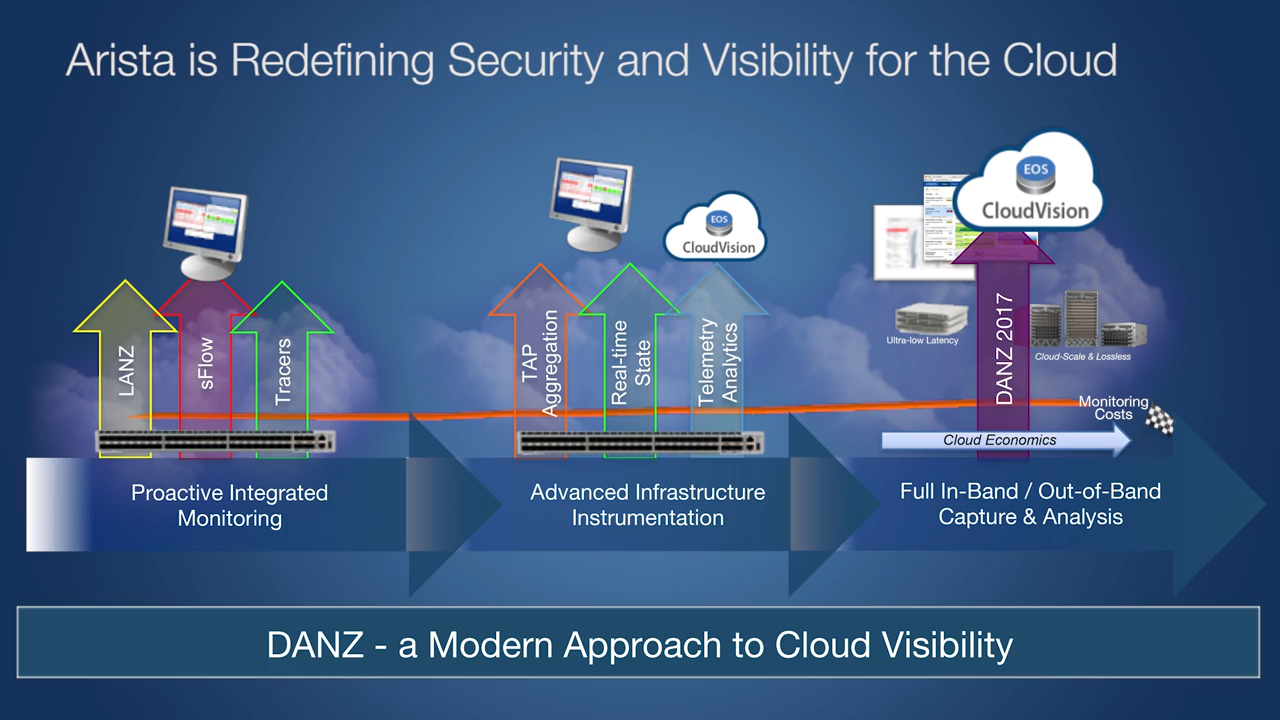 Arista is Redefining Security and Visibility for the Cloud
LANZ
sFlow
Tracers
TAP
Aggregation
Real-time
State
Telemetry
Analytics
EOS
CloudVision
EOS
CloudVision
DANZ 2017
Ultra-low Latency
Cloud-Scale & Lossless
Monitoring
Costs
Cloud Economics
Proactive Integrated
Monitoring
Advanced Infrastructure
Instrumentation
Full In-Band / Out-of-Band
Capture & Analysis
DANZ - a Modern Approach to Cloud Visibility